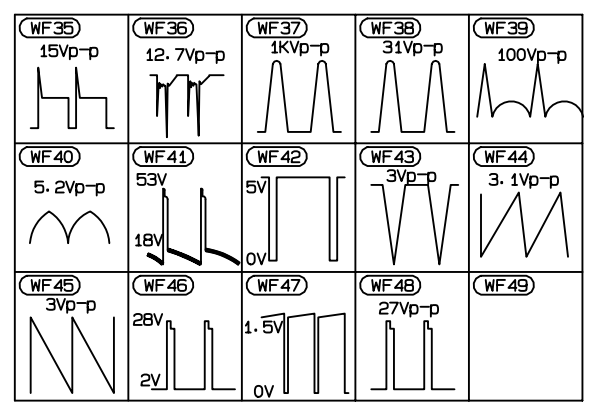 WF35
15Vp-p
WF36
12.7Vp-p
WF37
1KVp-p
WF38
31Vp-p
WF39
100Vp-p
WF40
5.2Vp-p
WF41
53V
18V
WF42
5V
0V
WF43
3Vp-p
WF44
3.1Vp-p
WF45
3Vp-p
WF46
28V
2V
WF47
1.5V
0V
WF48
27Vp-p
WF49